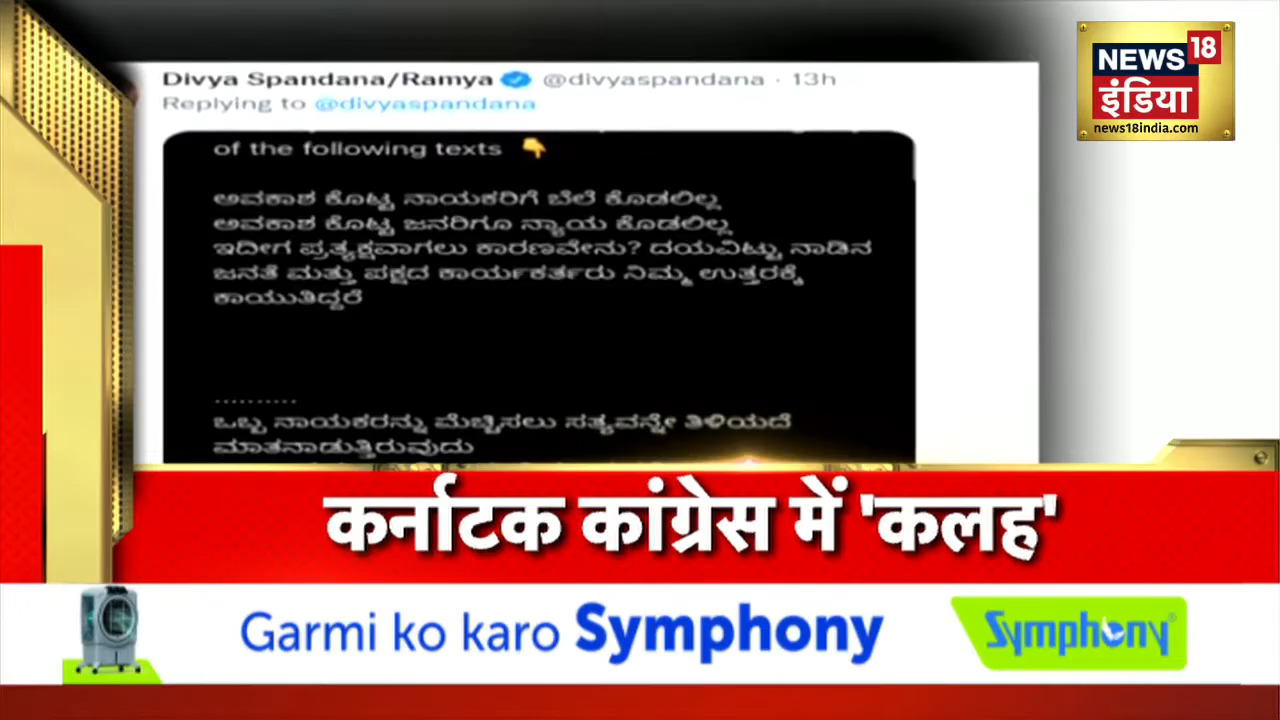 Divya Spandana/Ramya @divyaspandana · 13h
Replying to @divyaspandana
of the following texts 👇
ಅವಕಾಶ ಕೊಟ್ಟ ನಾಯಕರಿಗೆ ಬೆಲೆ ಕೊಡಲಿಲ್ಲ
ಅವಕಾಶ ಕೊಟ್ಟ ಜನರಿಗೂ ನ್ಯಾಯ ಕೊಡಲಿಲ್ಲ
ಇದೀಗ ಪ್ರತ್ಯಕ್ಷವಾಗಲು ಕಾರಣವೇನು? ದಯವಿಟ್ಟು ನಾಡಿನ
ಜನತೆ ಮತ್ತು ಪಕ್ಷದ ಕಾರ್ಯಕರ್ತರು ನಿಮ್ಮ ಉತ್ತರಕ್ಕೆ
ಕಾಯುತಿದ್ದರೆ
..........
ಒಬ್ಬ ನಾಯಕರನ್ನು ಮೆಚ್ಚಿಸಲು ಸತ್ಯವನ್ನೇ ತಿಳಿಯದೆ
ಮಾತನಾಡುತ್ತಿರುವುದು
NEWS 18
इंडिया
news18india.com
कर्नाटक कांग्रेस में 'कलह'
Garmi ko karo Symphony
Symphony®